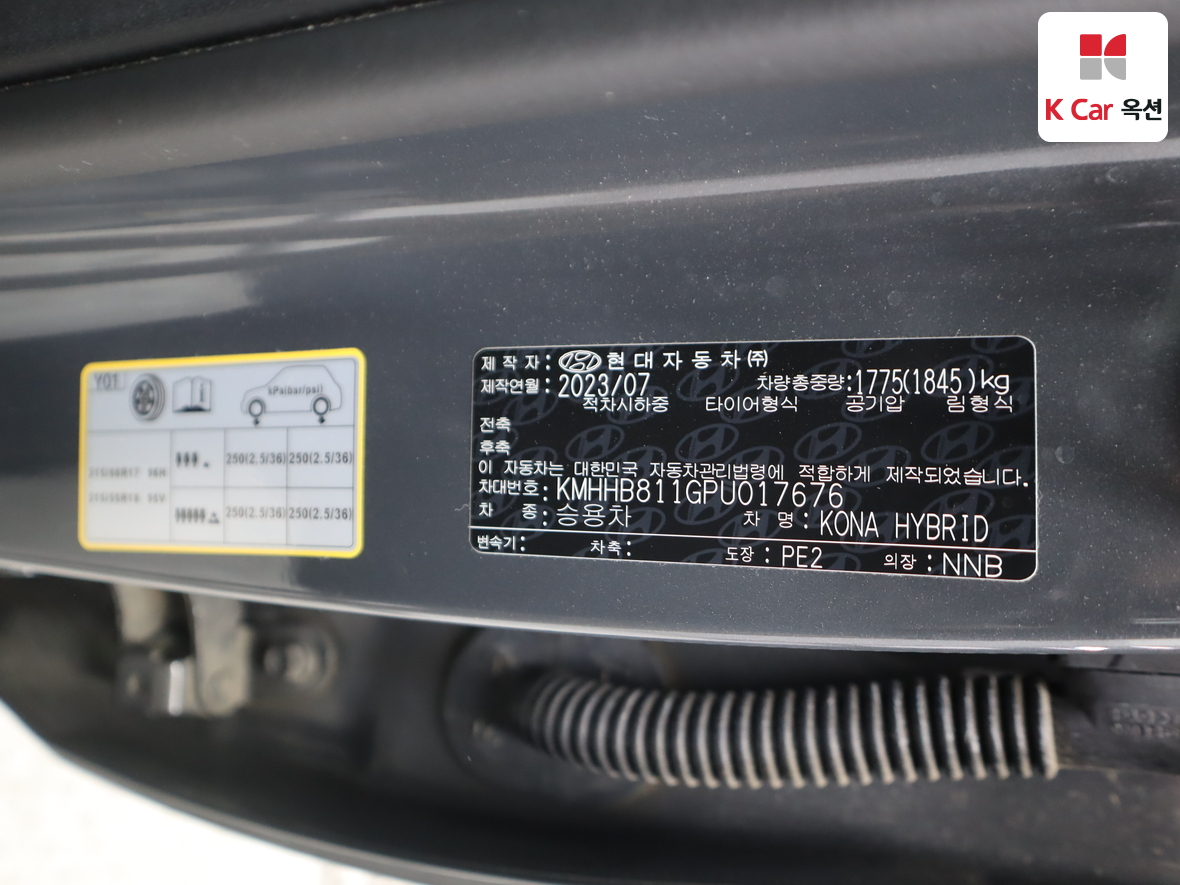 K Car 옥션
Y01
kPa(bar/psi)
250(2.5/36) 250(2.5/36)
250(2.5/36) 250(2.5/36)
제 작 자 : 현 대 자 동 차 ㈜
제작연월 : 2023/07 차량총중량:1775(1845)kg
적차시하중 타이어형식 공기압 림형식
전축
후축
이 자동차는 대한민국 자동차관리법령에 적합하게 제작되었습니다.
차대번호: KMHHB811GPU017676
차 종: 승용차 차 명: KONA HYBRID
변속기: 차축: 도장: PE2 의장: NNB